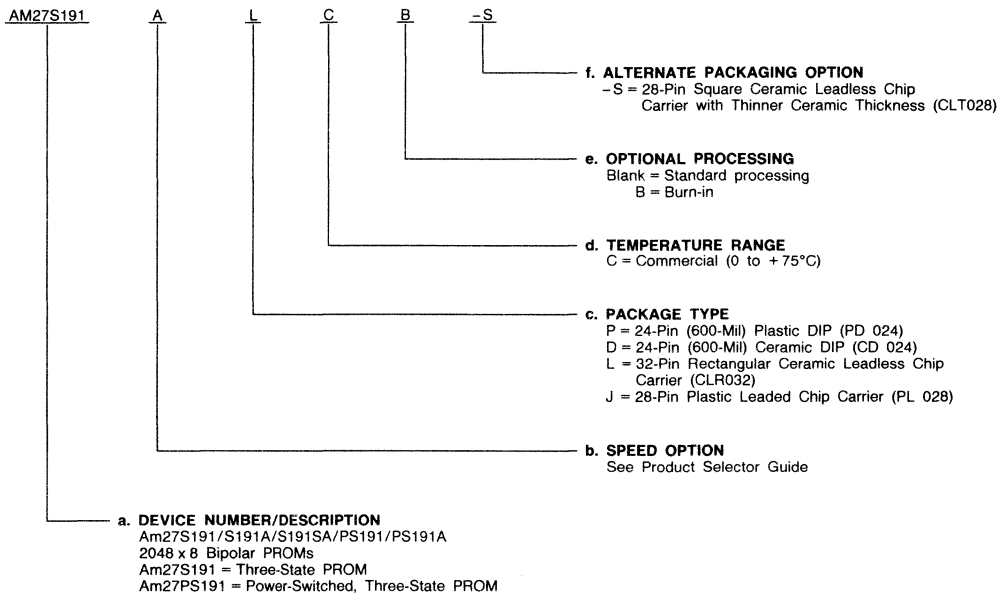 AM27S191 A L C B –S
f. ALTERNATE PACKAGING OPTION
–S = 28-Pin Square Ceramic Leadless Chip
Carrier with Thinner Ceramic Thickness (CLT028)
e. OPTIONAL PROCESSING
Blank = Standard processing
B = Burn-in
d. TEMPERATURE RANGE
C = Commercial (0 to +75°C)
c. PACKAGE TYPE
P = 24-Pin (600-Mil) Plastic DIP (PD 024)
D = 24-Pin (600-Mil) Ceramic DIP (CD 024)
L = 32-Pin Rectangular Ceramic Leadless Chip
Carrier (CLR032)
J = 28-Pin Plastic Leaded Chip Carrier (PL 028)
b. SPEED OPTION
See Product Selector Guide
a. DEVICE NUMBER/DESCRIPTION
Am27S191/S191A/S191SA/PS191/PS191A
2048 x 8 Bipolar PROMs
Am27S191 = Three-State PROM
Am27PS191 = Power-Switched, Three-State PROM